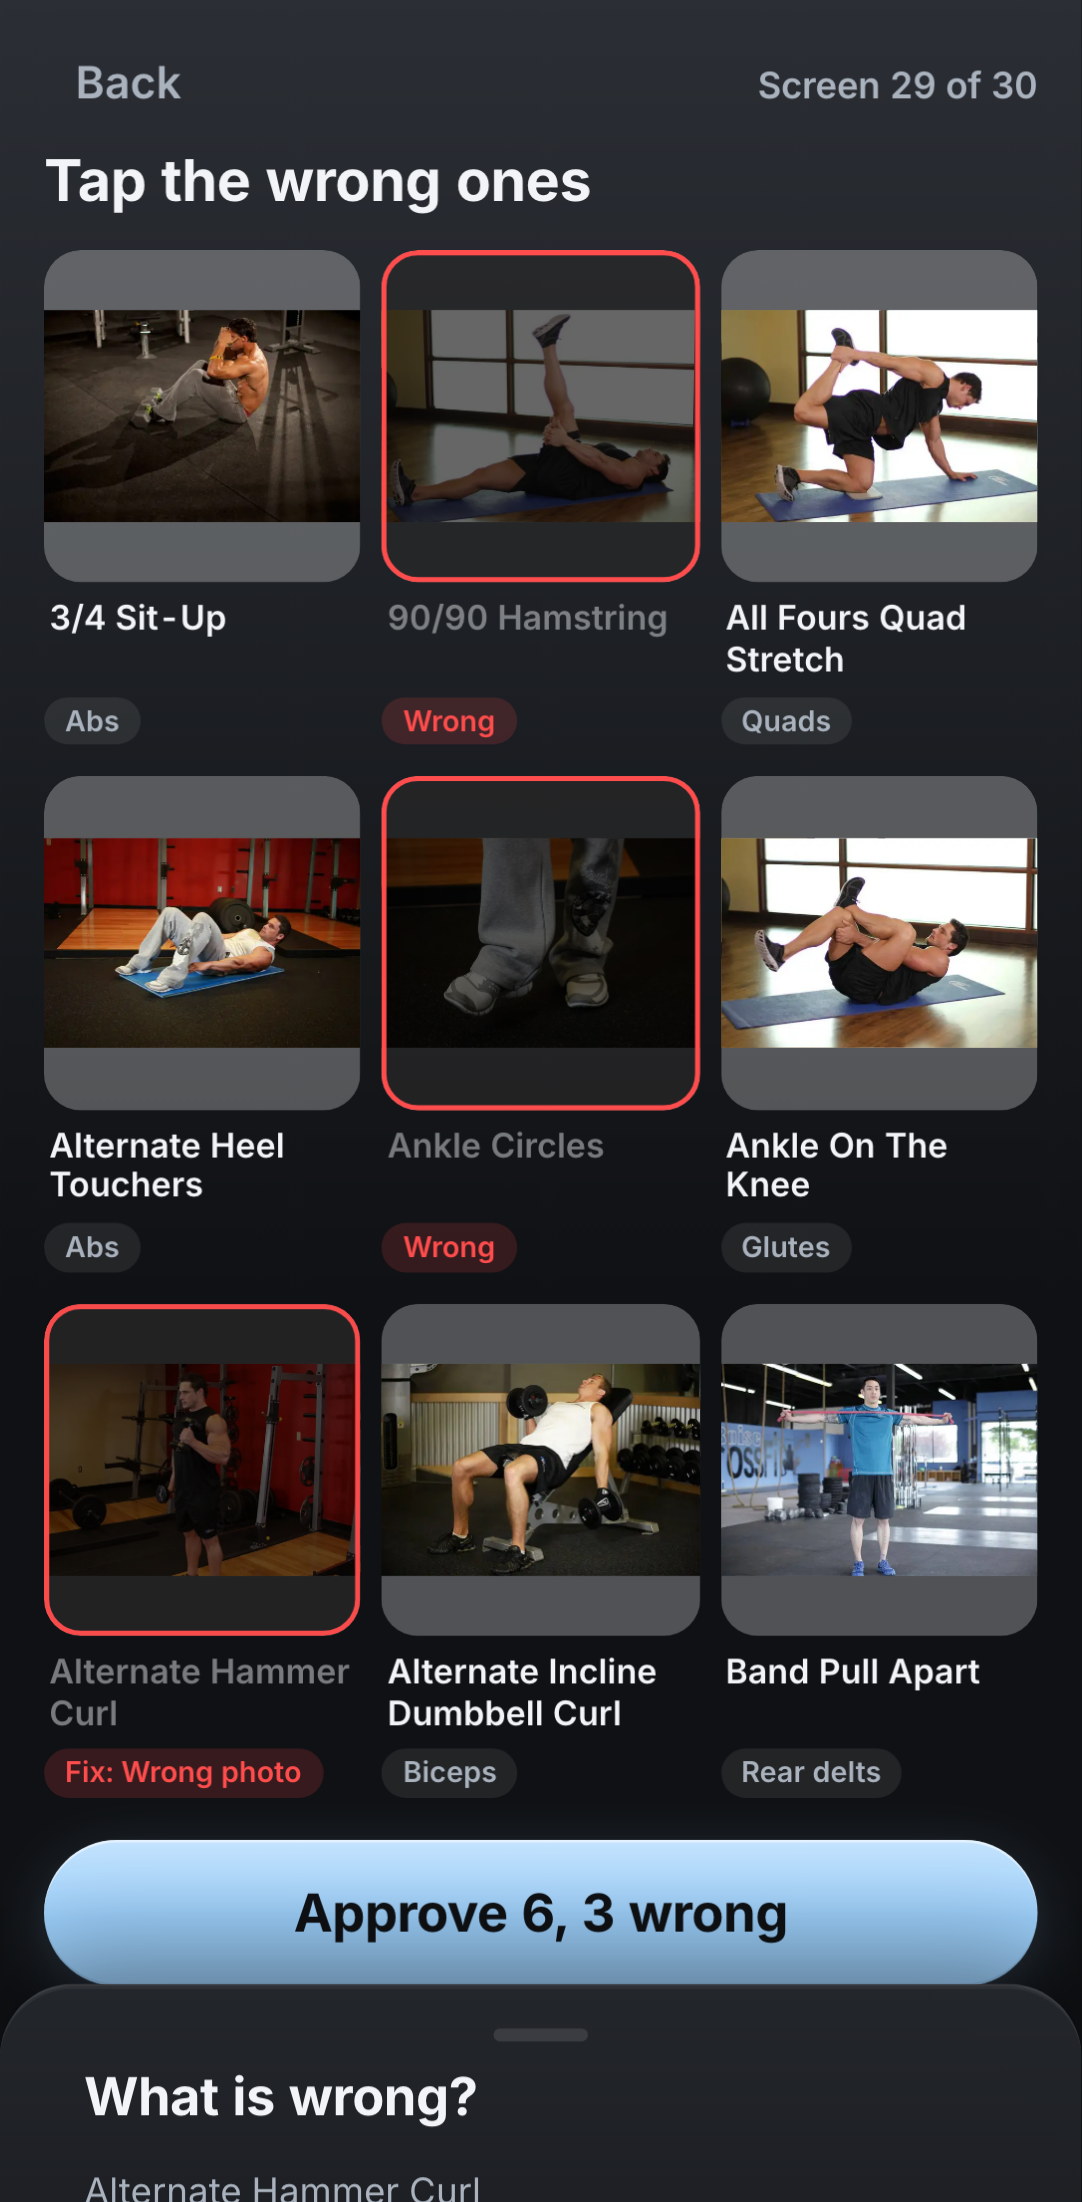 Back
Screen 29 of 30
Tap the wrong ones
3/4 Sit-Up
90/90 Hamstring
All Fours Quad
Stretch
Abs
Wrong
Quads
Alternate Heel
Touchers
Ankle Circles
Ankle On The
Knee
Abs
Wrong
Glutes
Alternate Hammer
Curl
Alternate Incline
Dumbbell Curl
Band Pull Apart
Fix: Wrong photo
Biceps
Rear delts
Approve 6, 3 wrong
What is wrong?
Alternate Hammer Curl